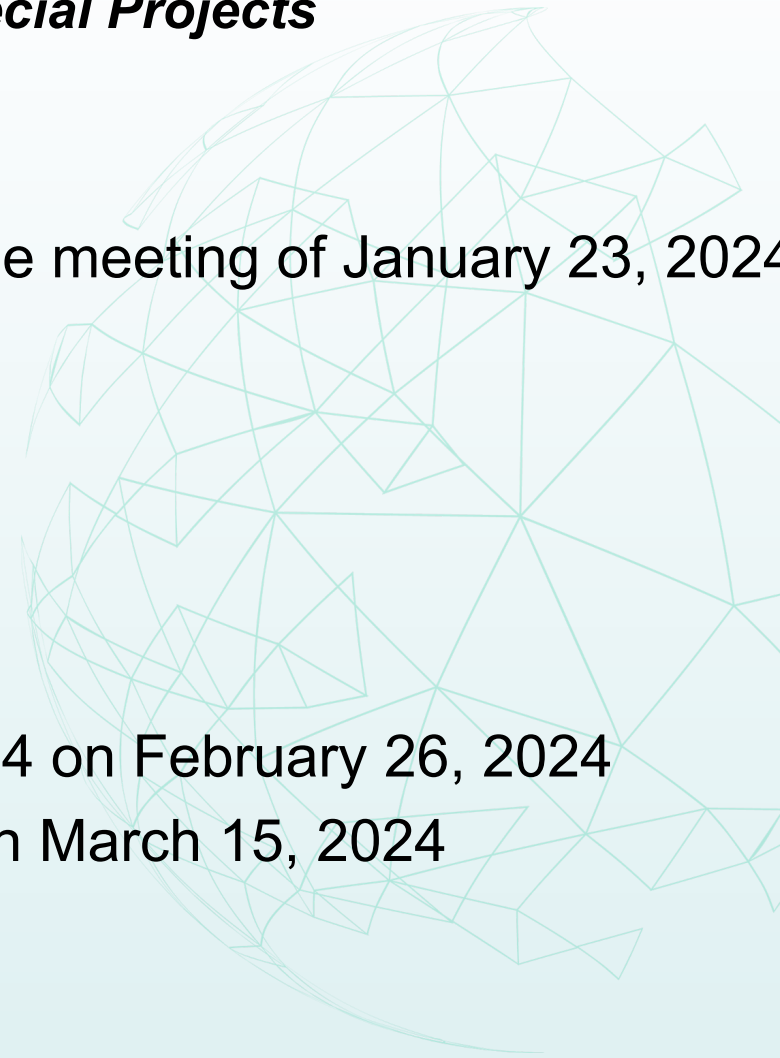 ecial Projects
e meeting of January 23, 2024
4 on February 26, 2024
n March 15, 2024